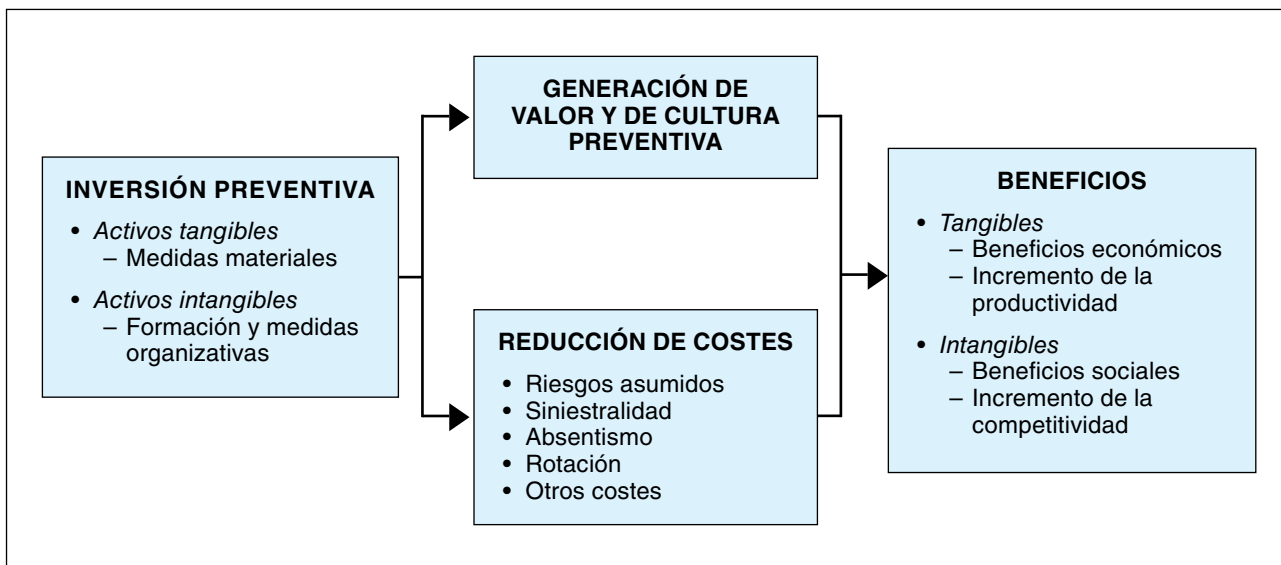 INVERSIÓN PREVENTIVA
• Activos tangibles
– Medidas materiales
• Activos intangibles
– Formación y medidas
organizativas
GENERACIÓN DE
VALOR Y DE CULTURA
PREVENTIVA
REDUCCIÓN DE COSTES
• Riesgos asumidos
• Siniestralidad
• Absentismo
• Rotación
• Otros costes
BENEFICIOS
• Tangibles
– Beneficios económicos
– Incremento de la
productividad
• Intangibles
– Beneficios sociales
– Incremento de la
competitividad